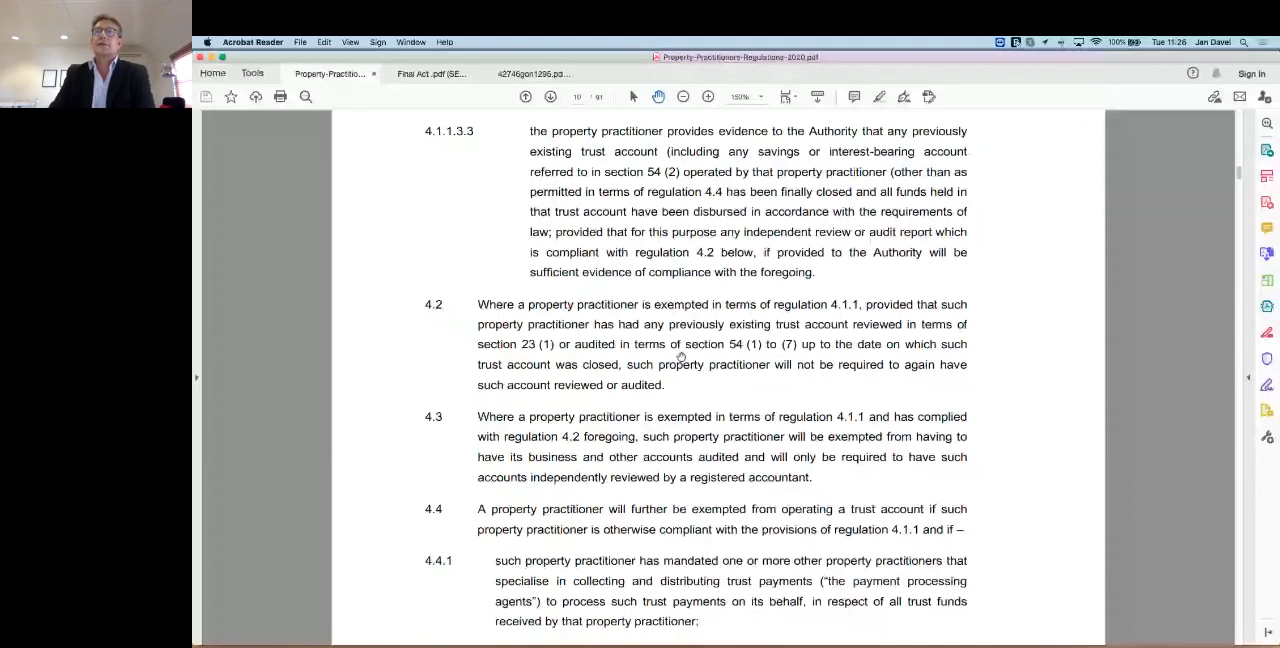 Acrobat Reader File Edit View Sign Window Help
100% Tue 11:26 Jan Davel
Property-Practitioners-Regulations-2020.pdf
Home Tools Property-Practitio... × Final Act .pdf (SE... 42746gon1295.pd... Sign in
10 / 91 150%
4.1.1.3.3 the property practitioner provides evidence to the Authority that any previously
existing trust account (including any savings or interest-bearing account
referred to in section 54 (2) operated by that property practitioner (other than as
permitted in terms of regulation 4.4 has been finally closed and all funds held in
that trust account have been disbursed in accordance with the requirements of
law; provided that for this purpose any independent review or audit report which
is compliant with regulation 4.2 below, if provided to the Authority will be
sufficient evidence of compliance with the foregoing.
4.2 Where a property practitioner is exempted in terms of regulation 4.1.1, provided that such
property practitioner has had any previously existing trust account reviewed in terms of
section 23 (1) or audited in terms of section 54 (1) to (7) up to the date on which such
trust account was closed, such property practitioner will not be required to again have
such account reviewed or audited.
4.3 Where a property practitioner is exempted in terms of regulation 4.1.1 and has complied
with regulation 4.2 foregoing, such property practitioner will be exempted from having to
have its business and other accounts audited and will only be required to have such
accounts independently reviewed by a registered accountant.
4.4 A property practitioner will further be exempted from operating a trust account if such
property practitioner is otherwise compliant with the provisions of regulation 4.1.1 and if –
4.4.1 such property practitioner has mandated one or more other property practitioners that
specialise in collecting and distributing trust payments ("the payment processing
agents") to process such trust payments on its behalf, in respect of all trust funds
received by that property practitioner;